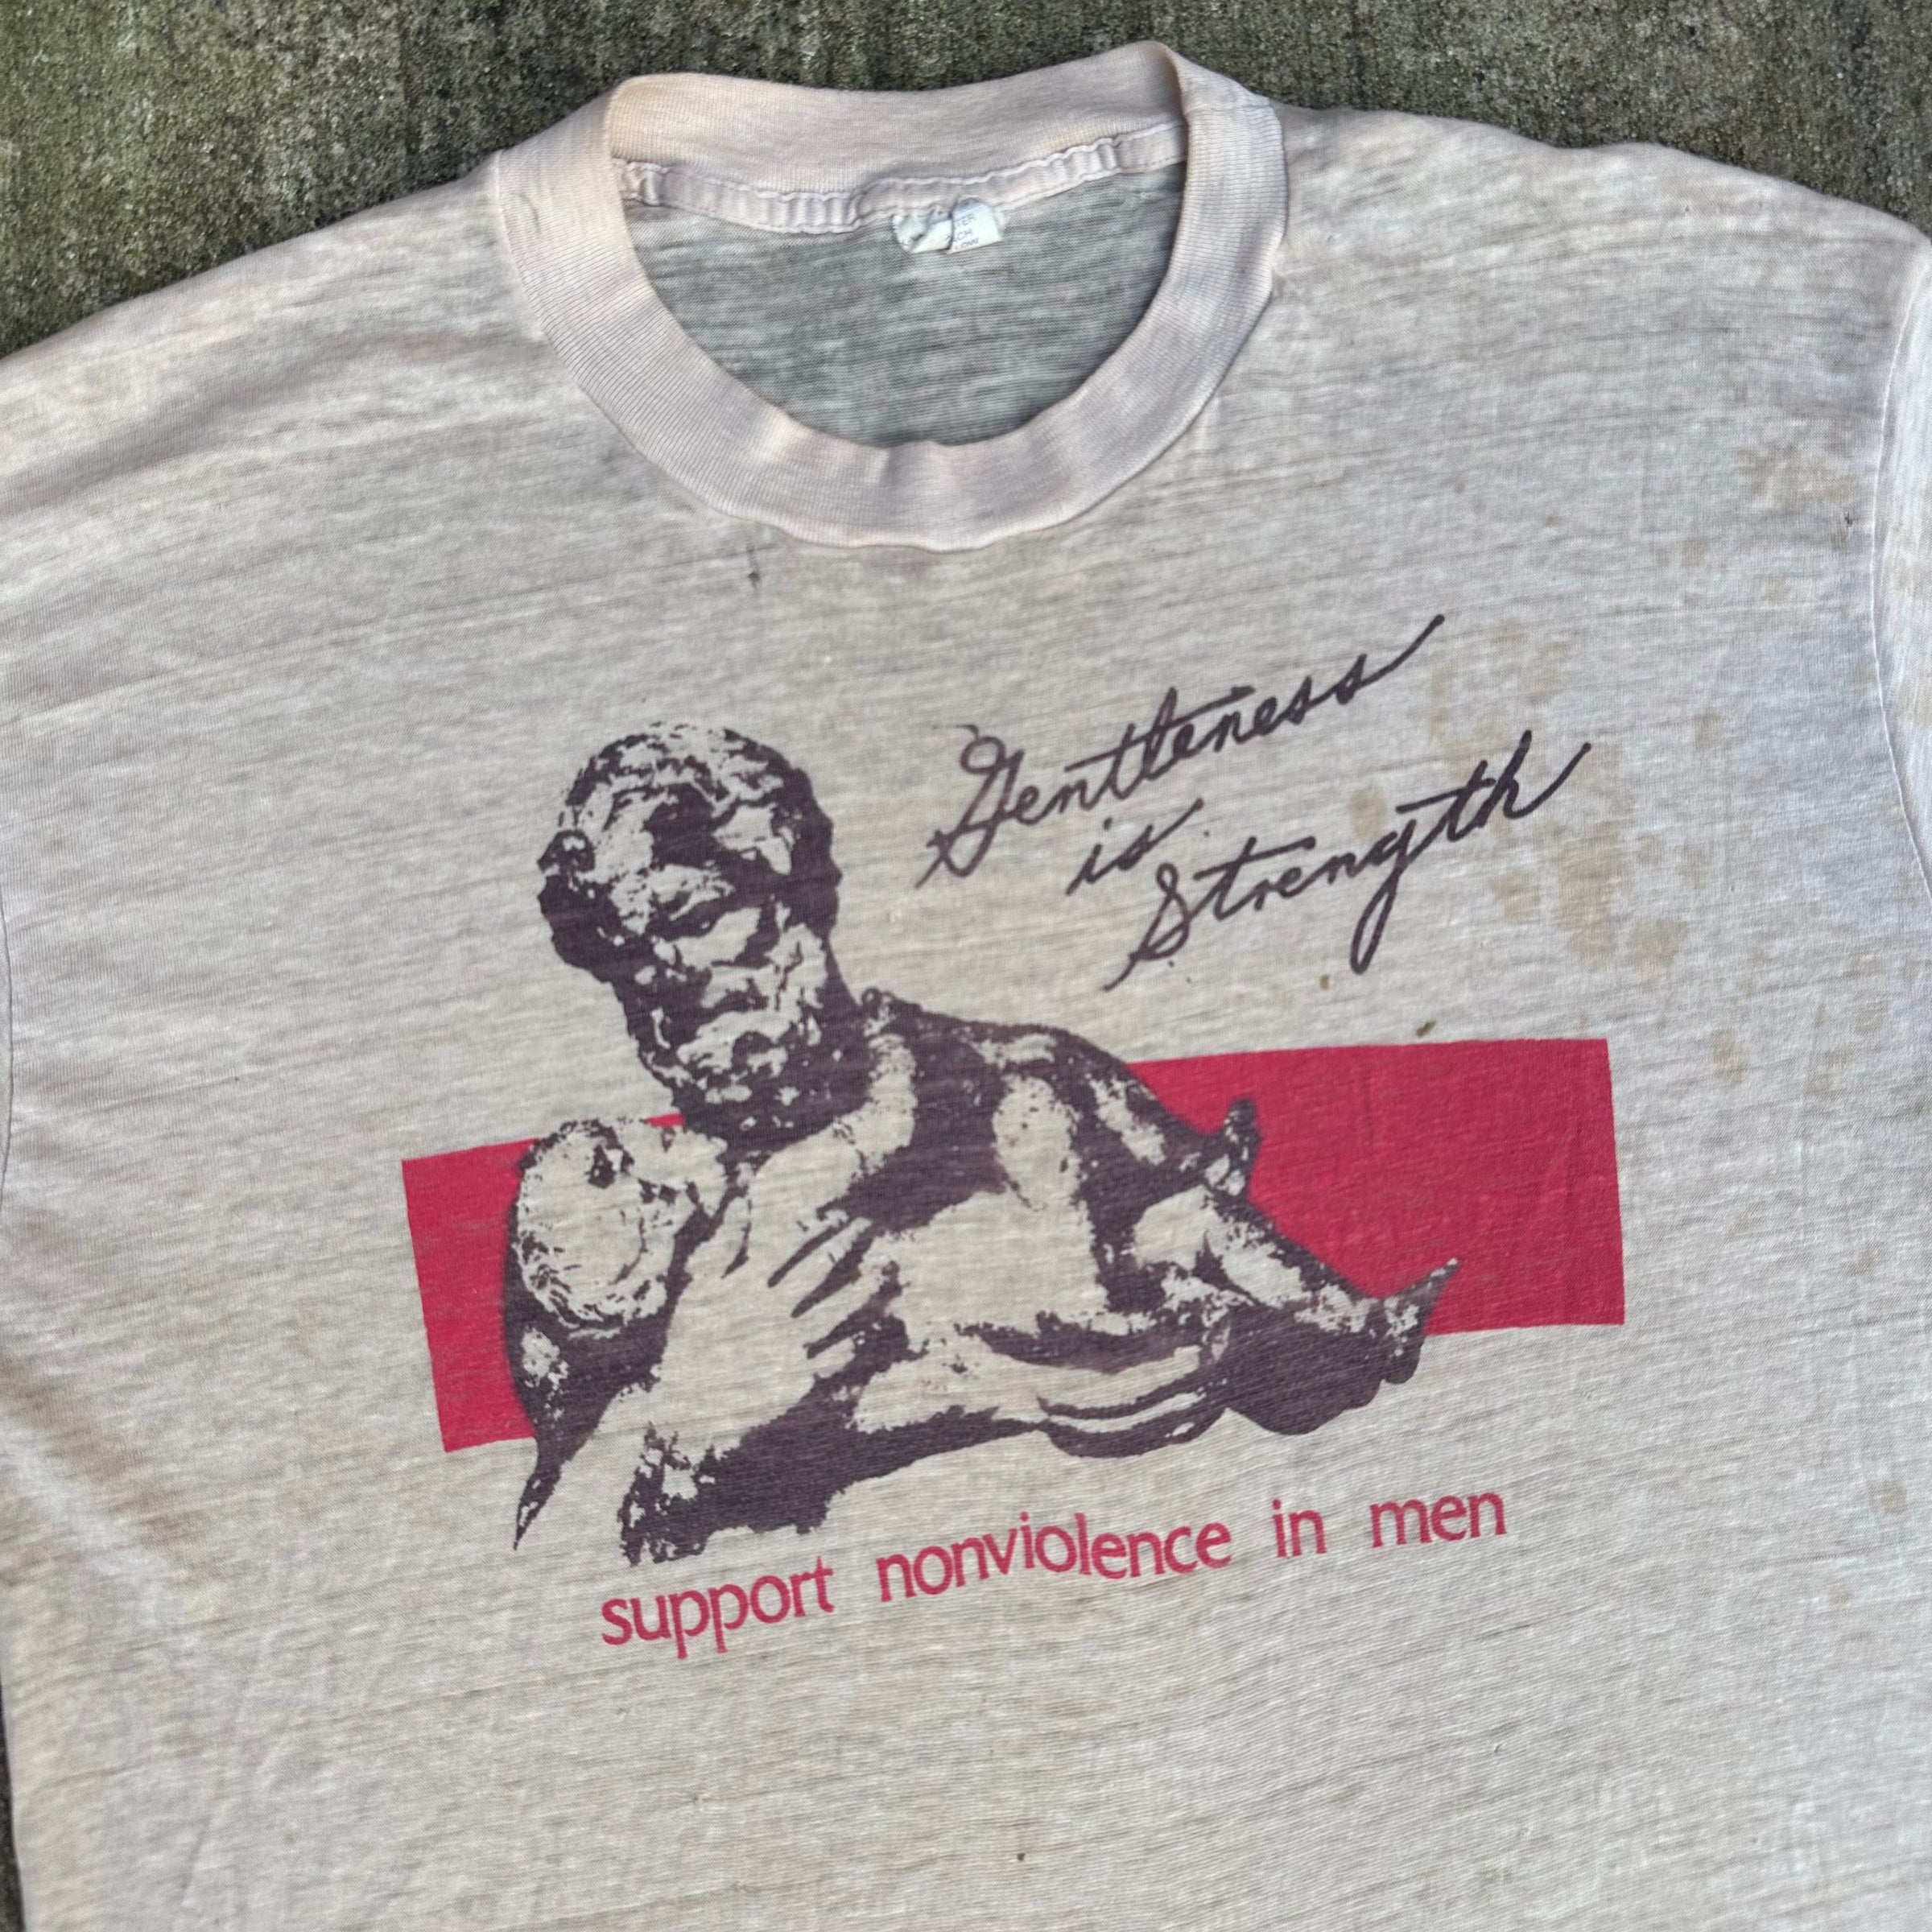 Gentleness
is
Strength
support nonviolence in men